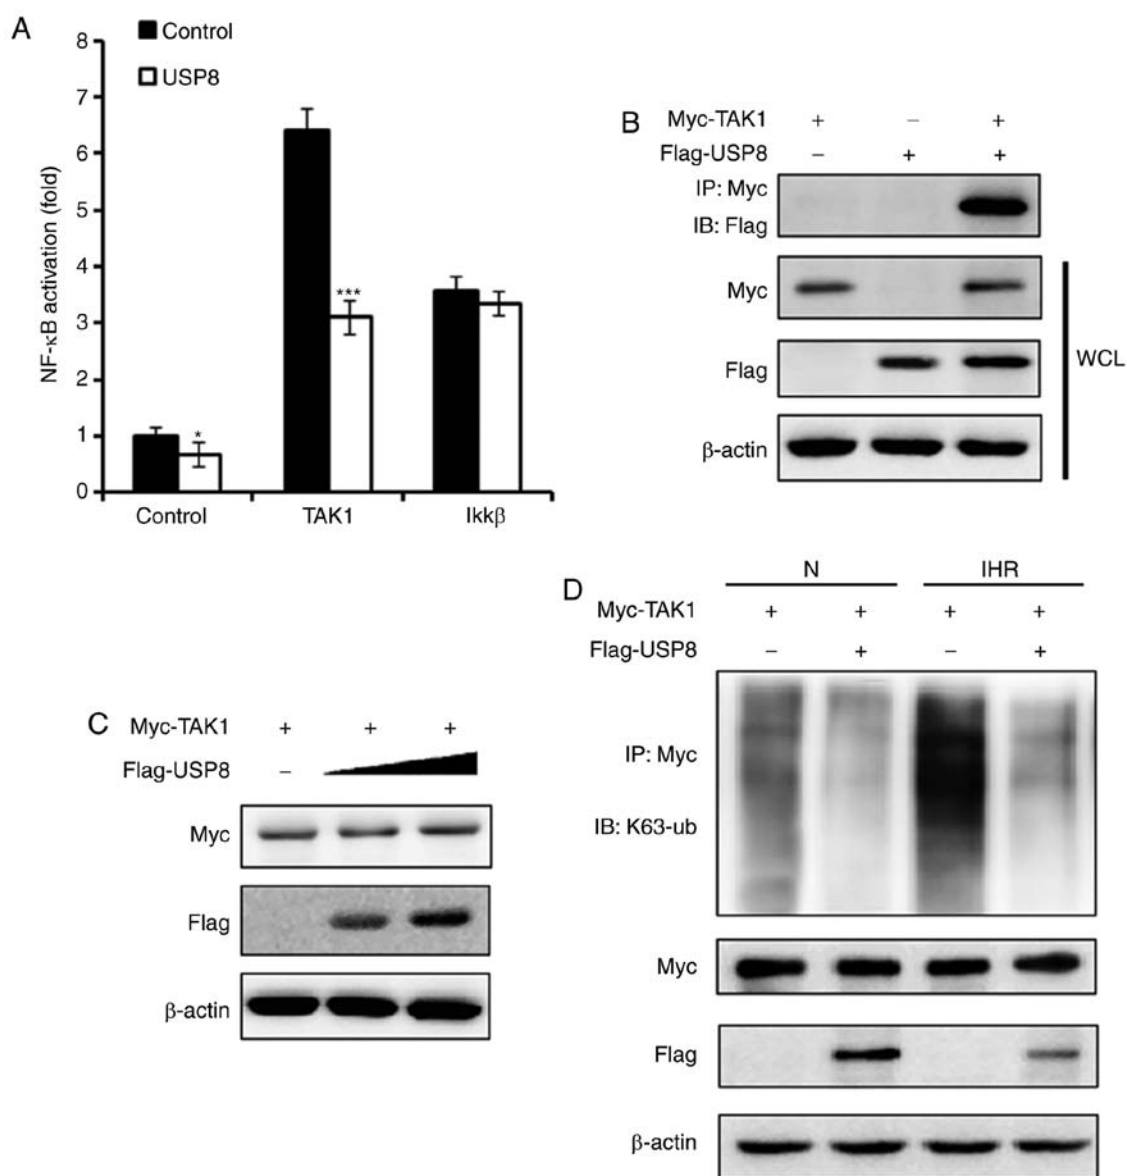 A
Control
USP8
NF-κB activation (fold)
8
7
6
5
4
3
2
1
0
*
***
Control TAK1 Ikkβ
B
Myc-TAK1 + – +
Flag-USP8 – + +
IP: Myc
IB: Flag
Myc
Flag
β-actin
WCL
C
Myc-TAK1 + + +
Flag-USP8 –
Myc
Flag
β-actin
D
N IHR
Myc-TAK1 + + + +
Flag-USP8 – + – +
IP: Myc
IB: K63-ub
Myc
Flag
β-actin